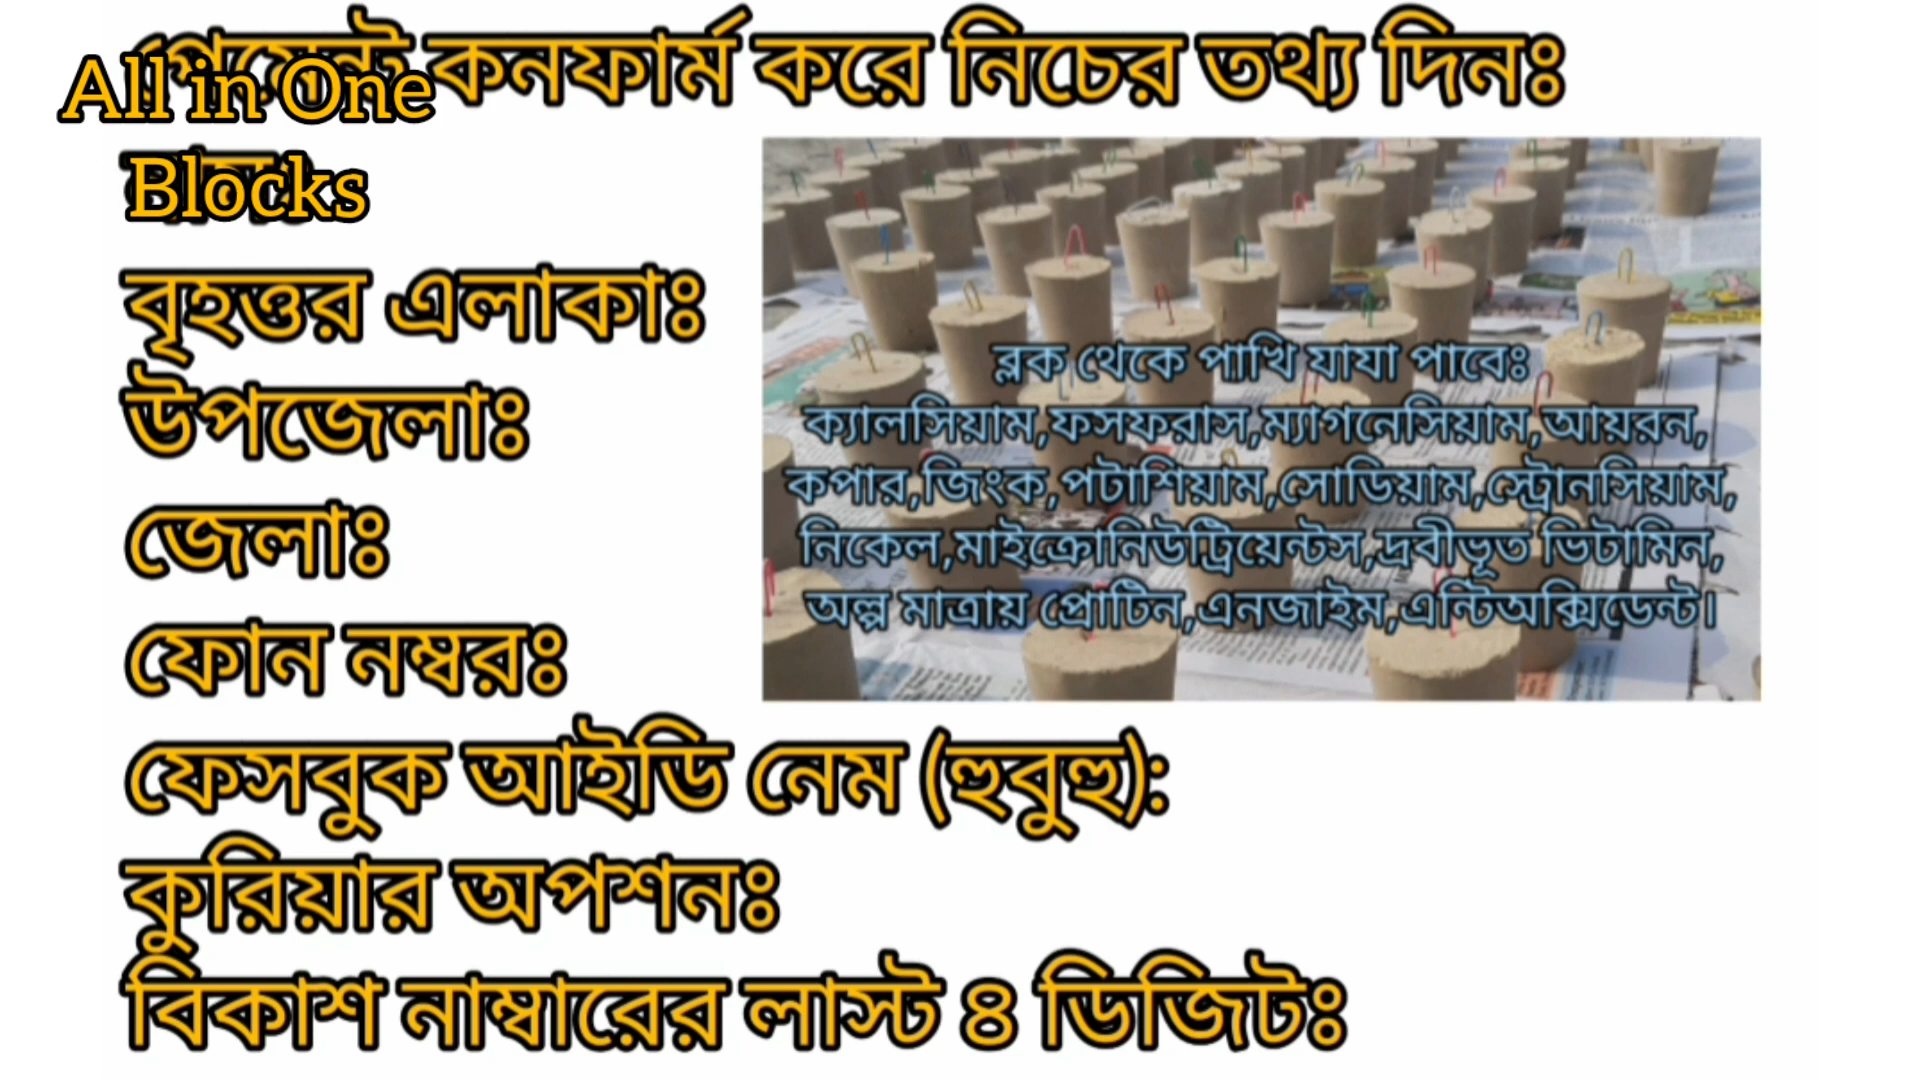 পেমেন্ট কনফার্ম করে নিচের তথ্য দিনঃ
All in One
Blocks
বৃহত্তর এলাকাঃ
উপজেলাঃ
জেলাঃ
ফোন নম্বরঃ
ফেসবুক আইডি নেম (হুবুহু):
কুরিয়ার অপশনঃ
বিকাশ নাম্বারের লাস্ট ৪ ডিজিটঃ
ব্লক থেকে পাখি যাযা পাবেঃ
ক্যালসিয়াম,ফসফরাস,ম্যাগনেসিয়াম,আয়রন,
কপার,জিংক,পটাশিয়াম,সোডিয়াম,স্ট্রোনসিয়াম,
নিকেল,মাইক্রোনিউট্রিয়েন্টস,দ্রবীভূত ভিটামিন,
অল্প মাত্রায় প্রোটিন,এনজাইম,এন্টিঅক্সিডেন্ট।